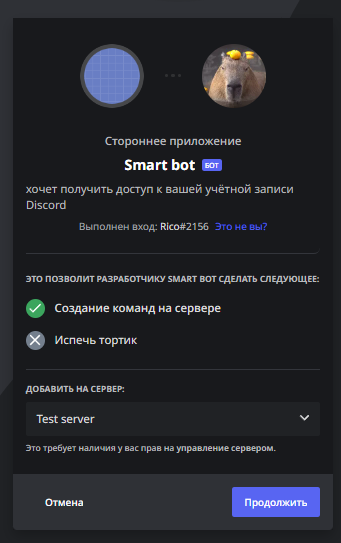 Стороннее приложение
Smart bot БОТ
хочет получить доступ к вашей учётной записи
Discord
Выполнен вход: Rico#2156 Это не вы?
ЭТО ПОЗВОЛИТ РАЗРАБОТЧИКУ SMART BOT СДЕЛАТЬ СЛЕДУЮЩЕЕ:
Создание команд на сервере
Испечь тортик
ДОБАВИТЬ НА СЕРВЕР:
Test server
Это требует наличия у вас прав на управление сервером.
Отмена
Продолжить